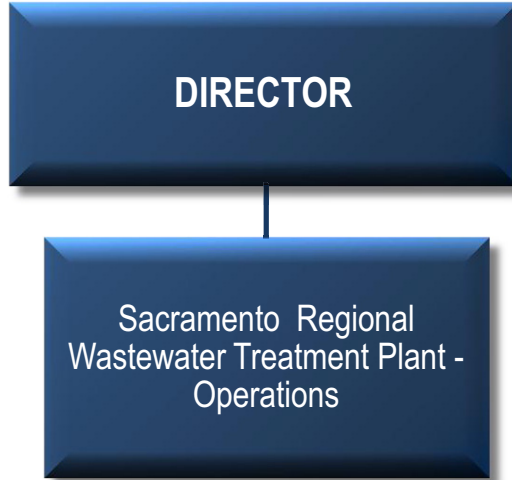 DIRECTOR
Sacramento Regional
Wastewater Treatment Plant -
Operations